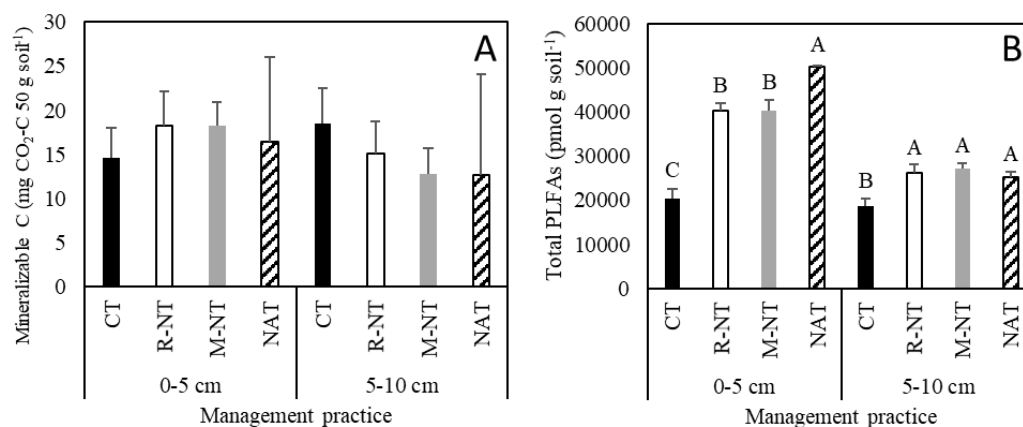 A
Mineralizable C (mg CO₂-C 50 g soil⁻¹)
30
25
20
15
10
5
0
CT R-NT M-NT NAT CT R-NT M-NT NAT
0-5 cm 5-10 cm
Management practice
B
Total PLFAs (pmol g soil⁻¹)
60000
50000
40000
30000
20000
10000
0
C B B A B A A A
CT R-NT M-NT NAT CT R-NT M-NT NAT
0-5 cm 5-10 cm
Management practice